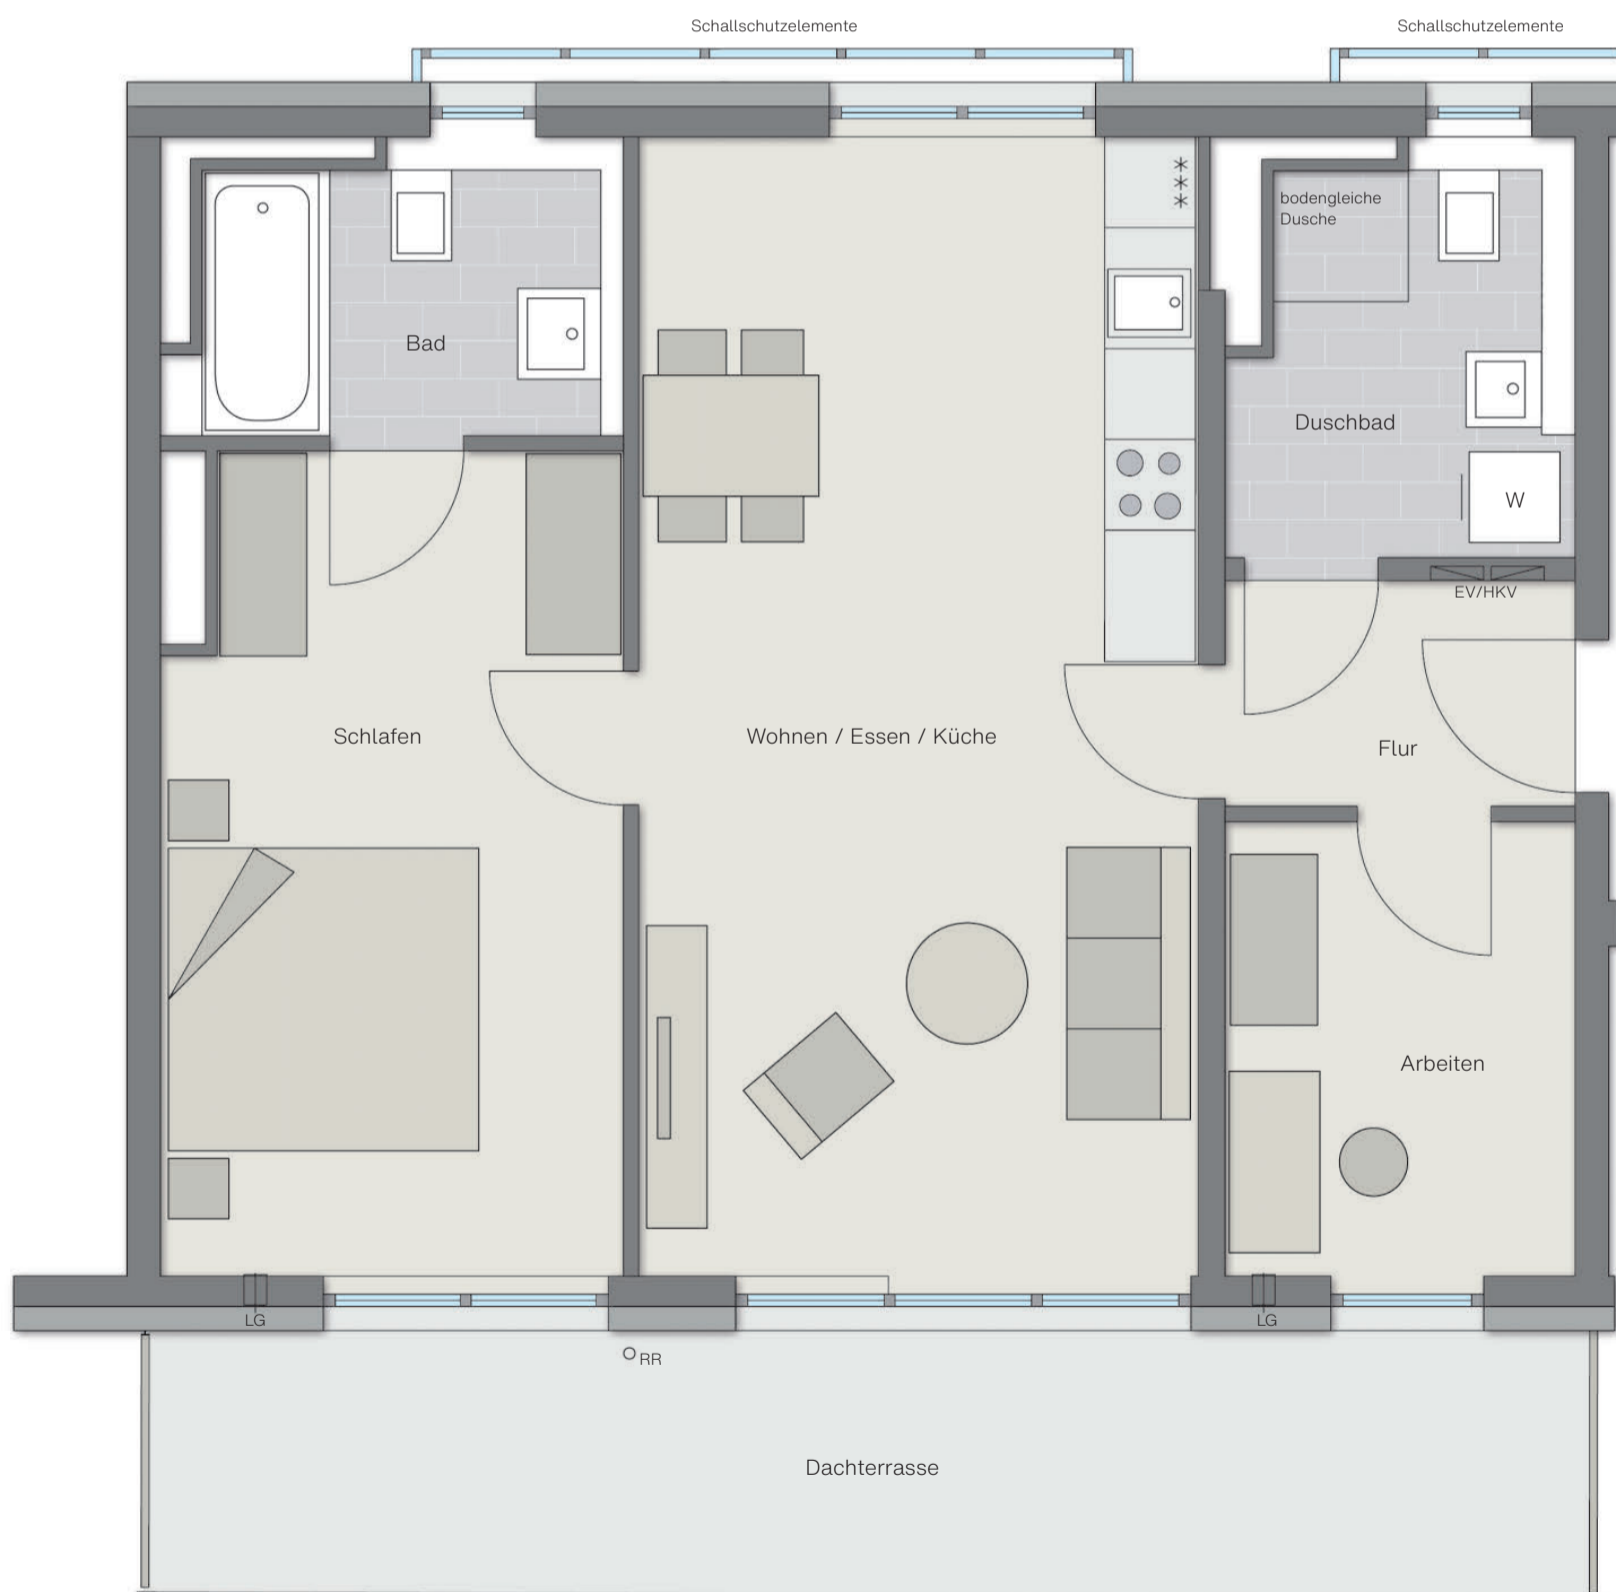 Schallschutzelemente
Schallschutzelemente
bodengleiche
Dusche
Bad
Duschbad
W
EV/HKV
Schlafen
Wohnen / Essen / Küche
Flur
Arbeiten
LG
LG
RR
Dachterrasse